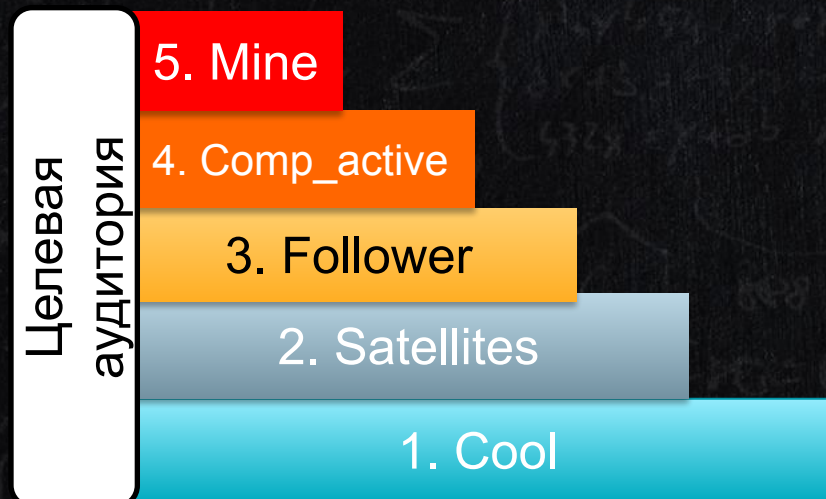 Целевая
аудитория
5. Mine
4. Comp_active
3. Follower
2. Satellites
1. Cool